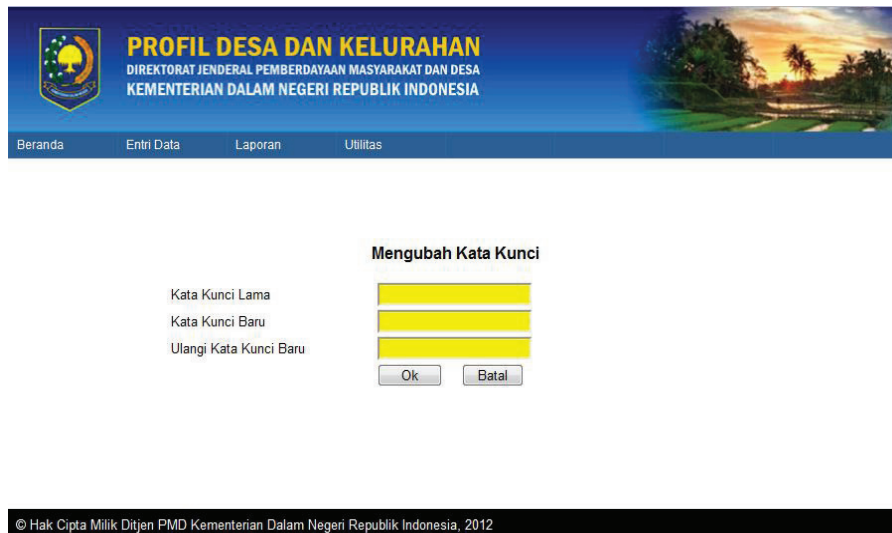 PROFIL DESA DAN KELURAHAN
DIREKTORAT JENDERAL PEMBERDAYAAN MASYARAKAT DAN DESA
KEMENTERIAN DALAM NEGERI REPUBLIK INDONESIA
Beranda Entri Data Laporan Utilitas
Mengubah Kata Kunci
Kata Kunci Lama
Kata Kunci Baru
Ulangi Kata Kunci Baru
Ok Batal
© Hak Cipta Milik Ditjen PMD Kementerian Dalam Negeri Republik Indonesia, 2012